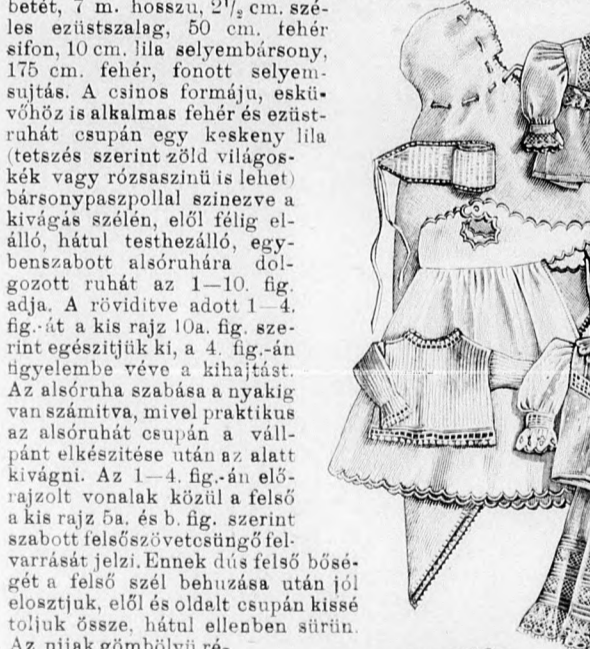 betét, 7 m. hosszu, 2½ cm. szé-
les ezüstszalag, 50 cm. fehér
sifon, 10 cm. lila selyembársony,
175 cm. fehér, fonott selyem-
sujtás. A csinos formáju, eskü-
vőhöz is alkalmas fehér és ezüst-
ruhát csupán egy keskeny lila
(tetszés szerint zöld világos-
kék vagy rózsaszinü is lehet)
bársonypaszpollal szinezve a
kivágás szélén, elől félig el-
álló, hátul testhezálló, egy-
benszabott alsóruhára dol-
gozott ruhát az 1—10. fig.
adja. A röviditve adott 1—4.
fig.-át a kis rajz 10a. fig. sze-
rint egészitjük ki, a 4. fig.-án
figyelembe véve a kihajtást.
Az alsóruha szabása a nyakig
van számitva, mivel praktikus
az alsóruhát csupán a váll-
pánt elkészitése után az alatt
kivágni. Az 1—4. fig.-án elő-
rajzolt vonalak közül a felső
a kis rajz 5a. és b. fig. szerint
szabott felsőszövetcsüngő fel-
varrását jelzi. Ennek dús felső bősé-
gét a felső szél behuzása után jól
elosztjuk, elől és oldalt csupán kissé
toljuk össze, hátul ellenben sürün.
Az ujjak gömbölyü ré-